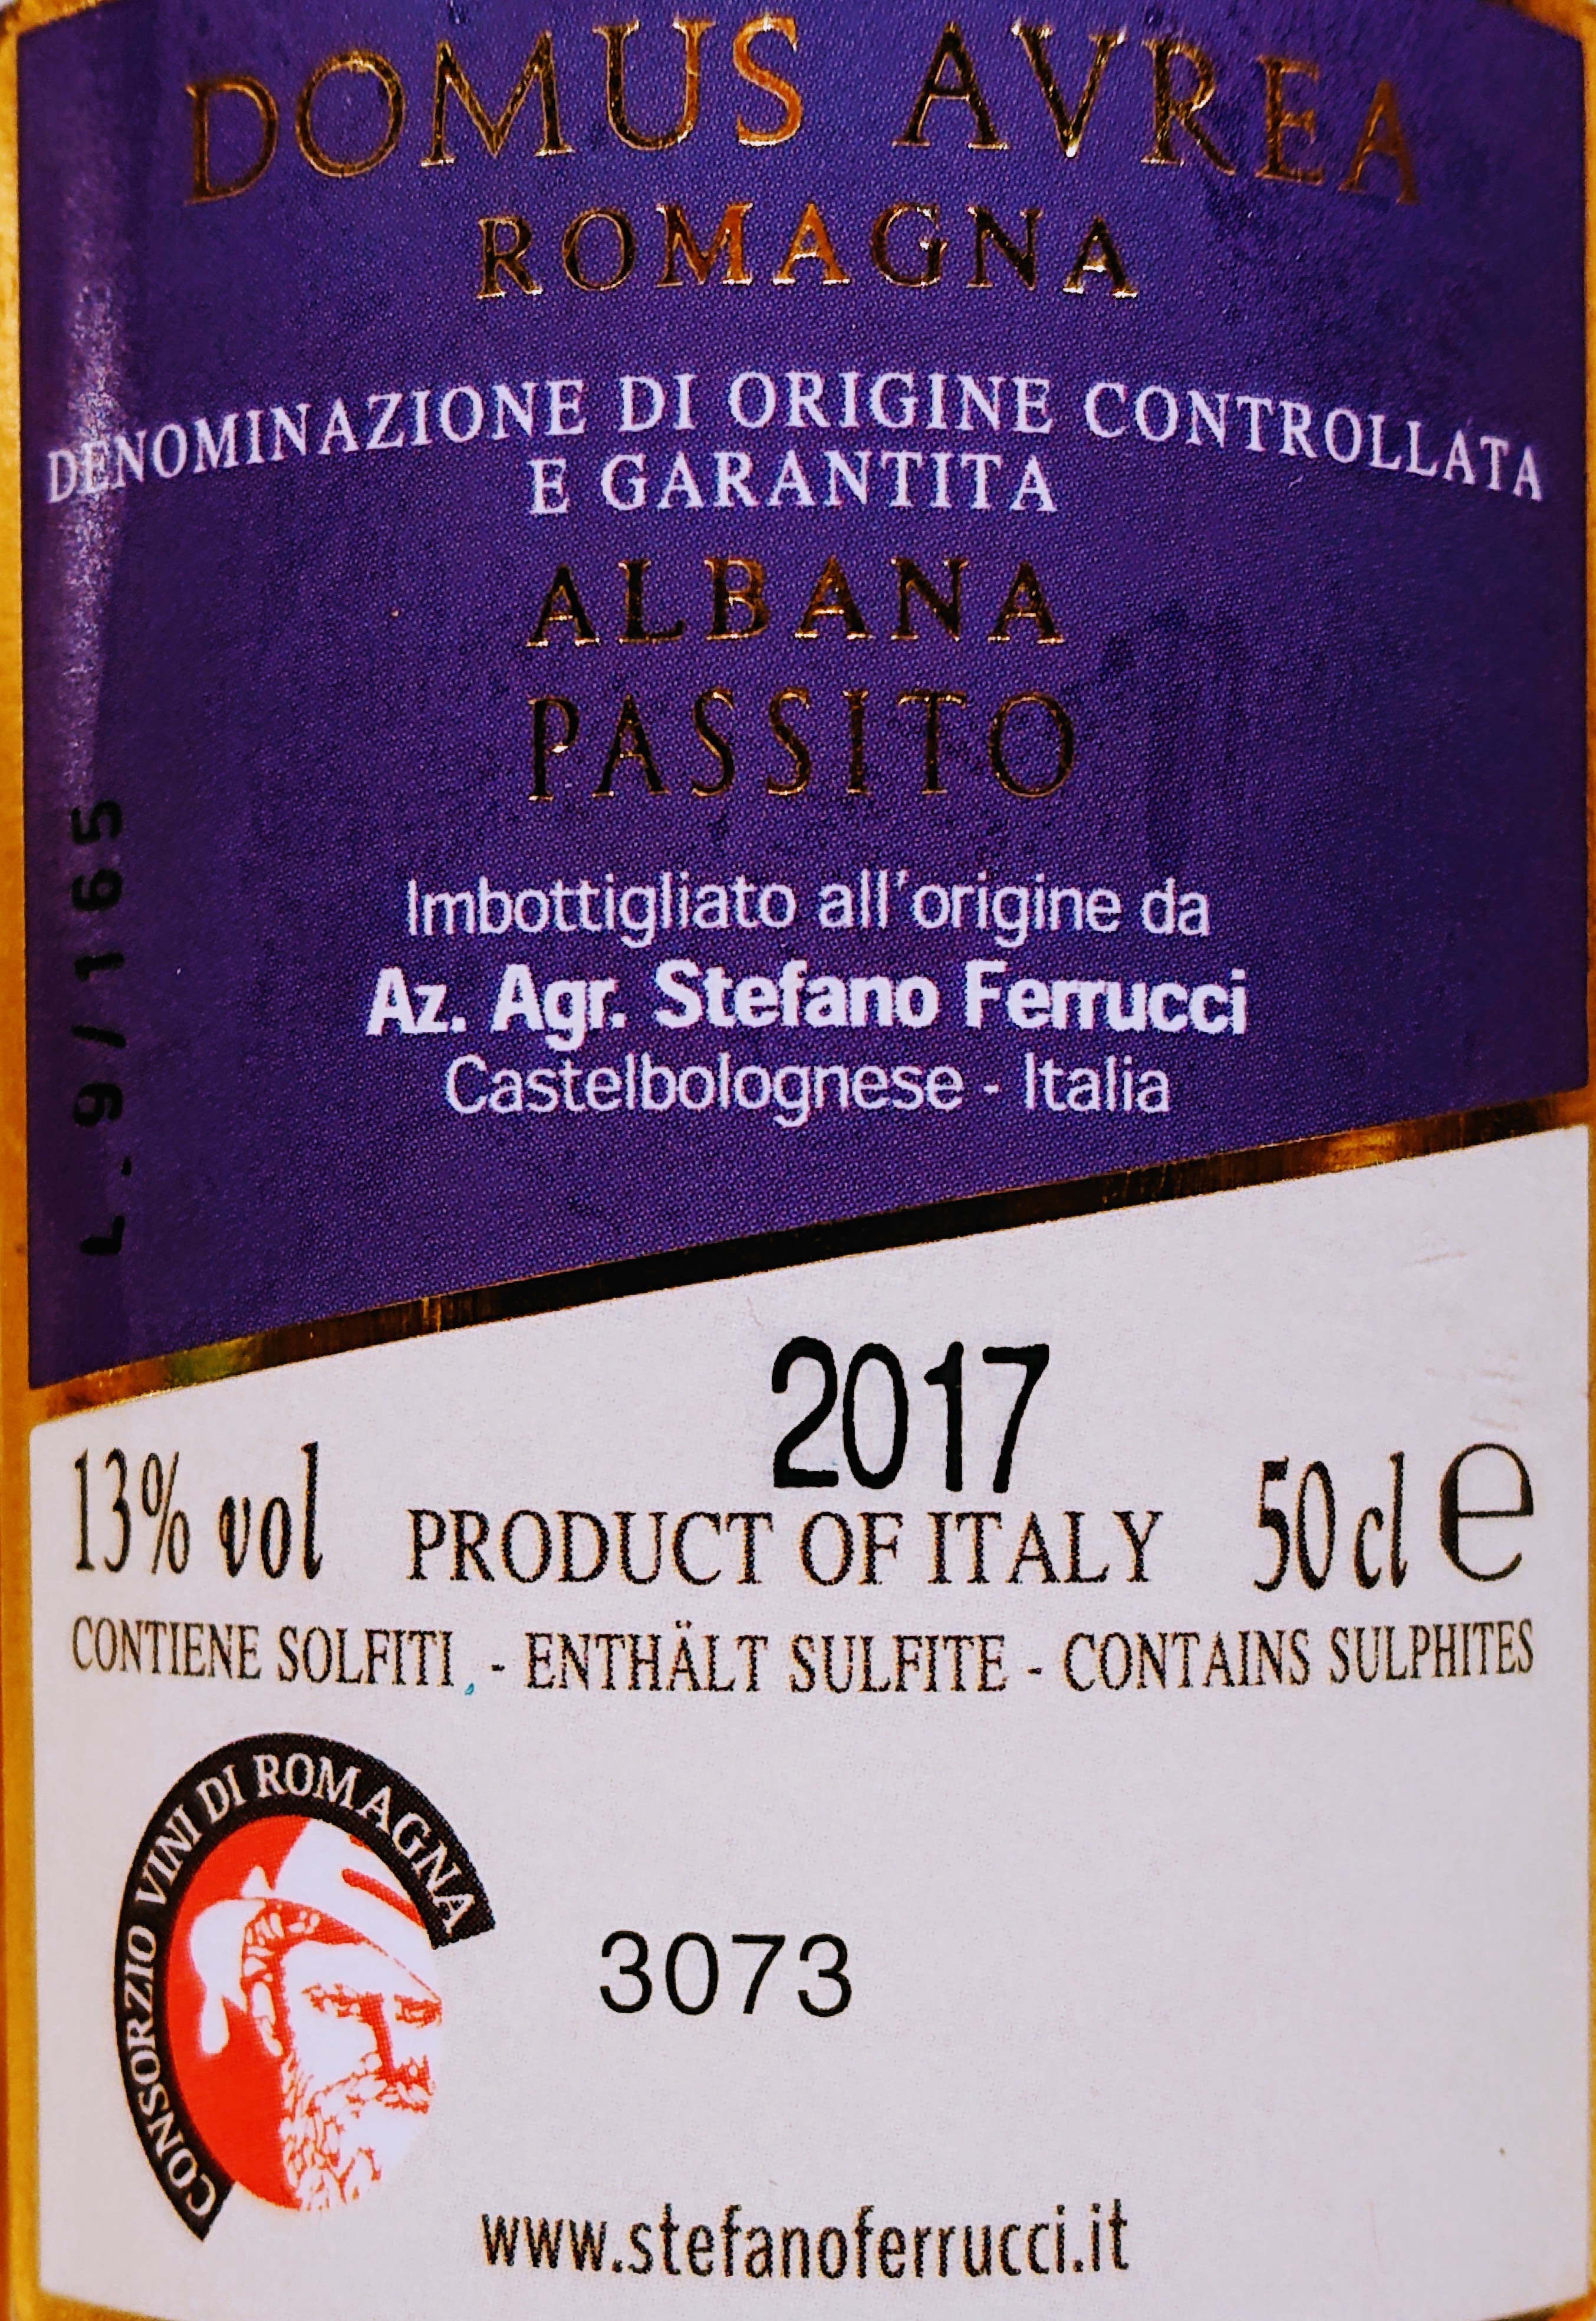 DOMUS AVREA
ROMAGNA
DENOMINAZIONE DI ORIGINE CONTROLLATA
E GARANTITA
ALBANA
PASSITO
Imbottigliato all'origine da
Az. Agr. Stefano Ferrucci
Castelbolognese - Italia
L.9/165
2017
13% vol PRODUCT OF ITALY 50 cl e
CONTIENE SOLFITI - ENTHÄLT SULFITE - CONTAINS SULPHITES
CONSORZIO VINI DI ROMAGNA
3073
www.stefanoferrucci.it